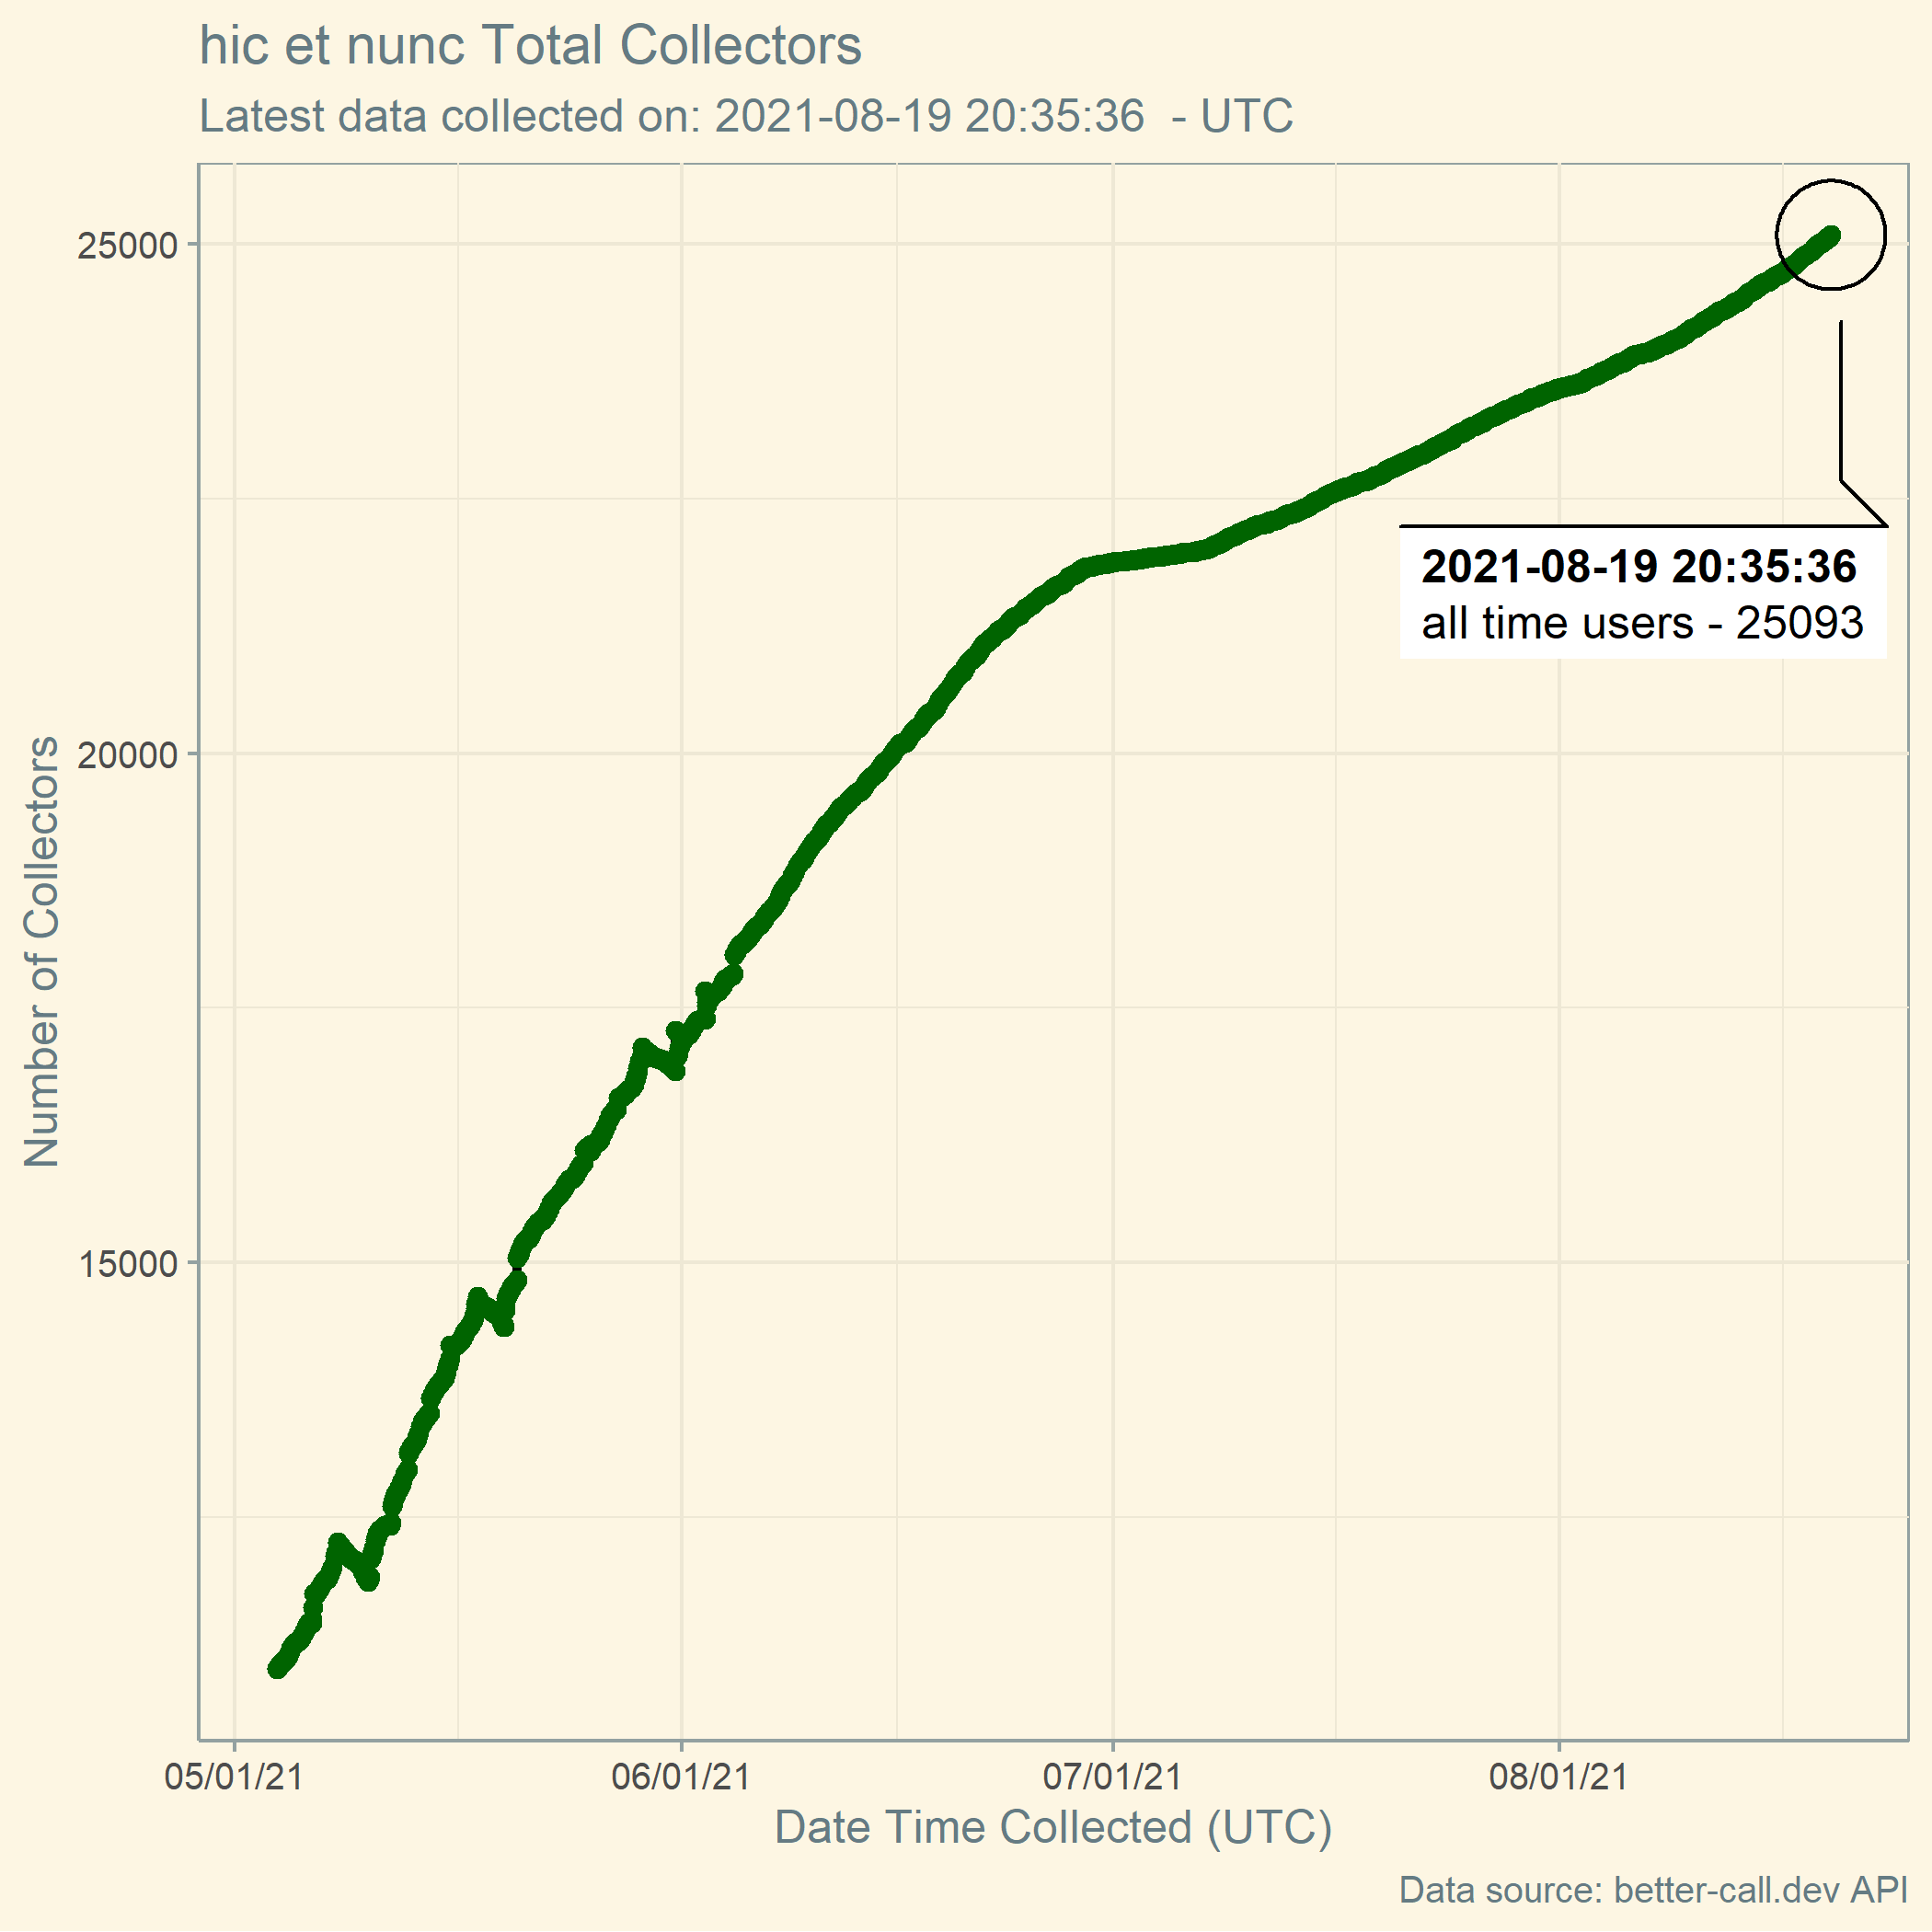 hic et nunc Total Collectors
Latest data collected on: 2021-08-19 20:35:36  - UTC
25000
20000
15000
Number of Collectors
2021-08-19 20:35:36
all time users - 25093
05/01/21
06/01/21
07/01/21
08/01/21
Date Time Collected (UTC)
Data source: better-call.dev API